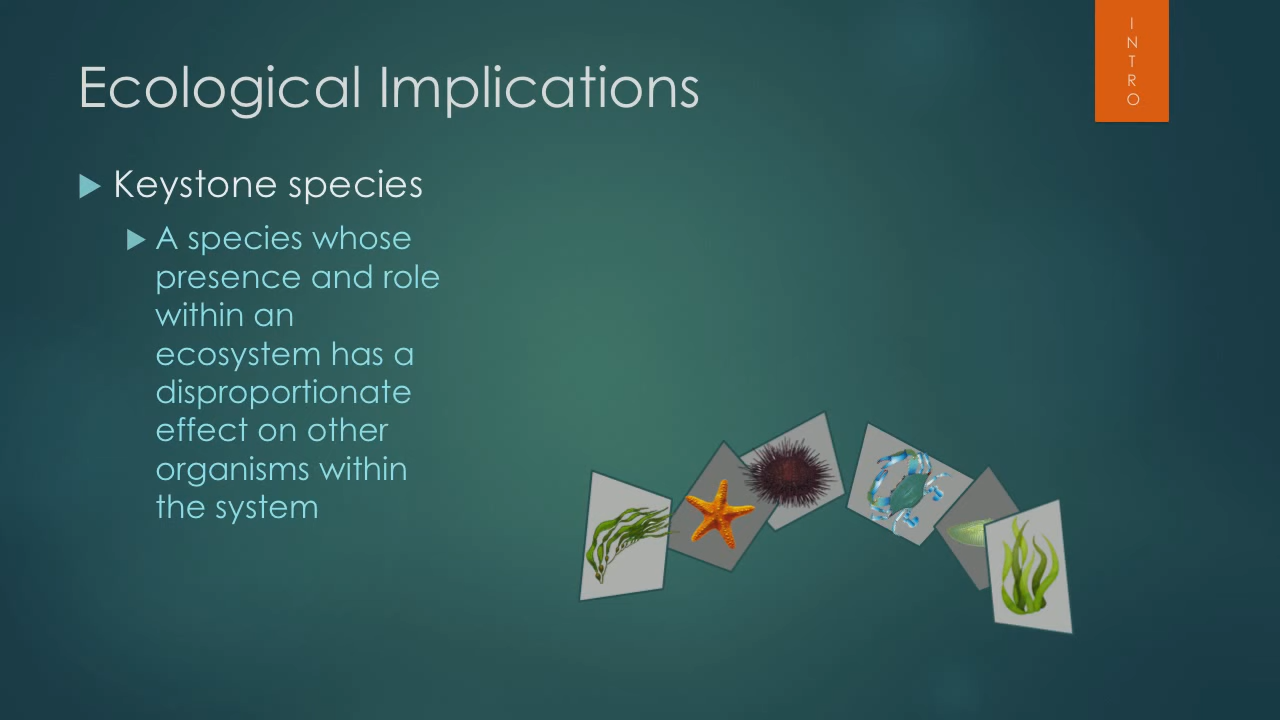 Ecological Implications
INTRO
Keystone species
A species whose
presence and role
within an
ecosystem has a
disproportionate
effect on other
organisms within
the system